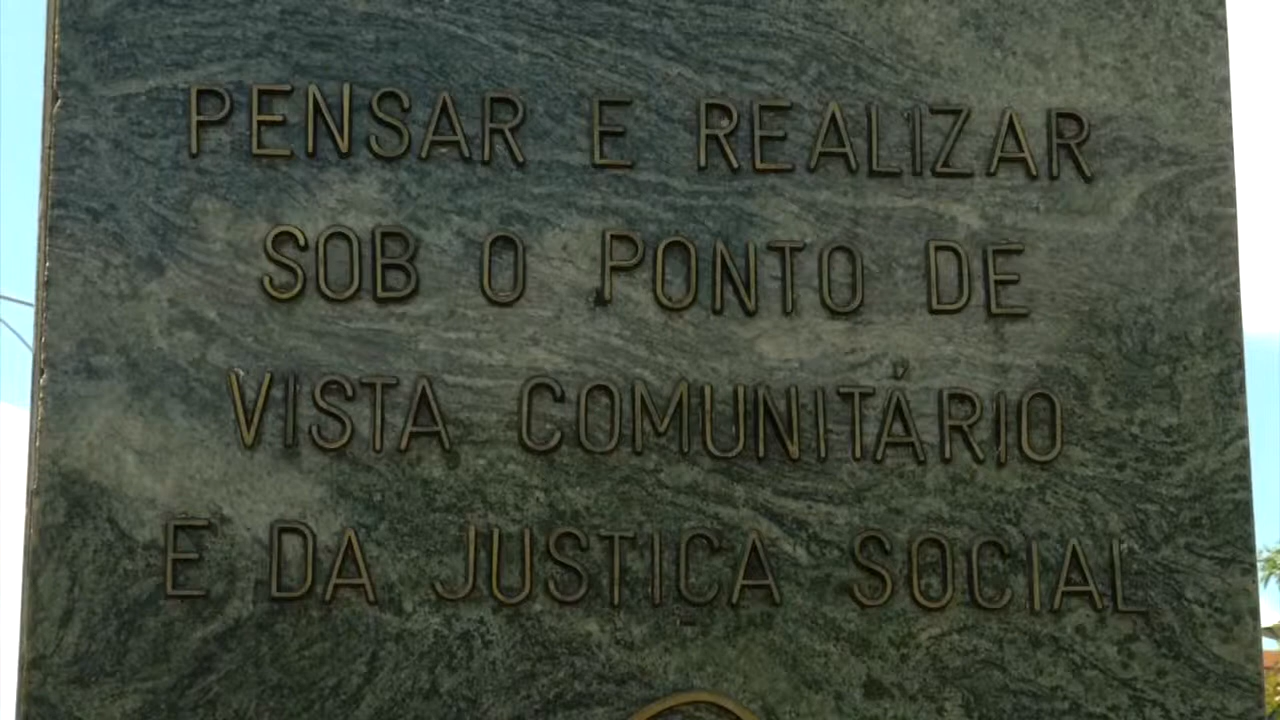 PENSAR E REALIZAR
SOB O PONTO DE
VISTA COMUNITÁRIO
E DA JUSTIÇA SOCIAL